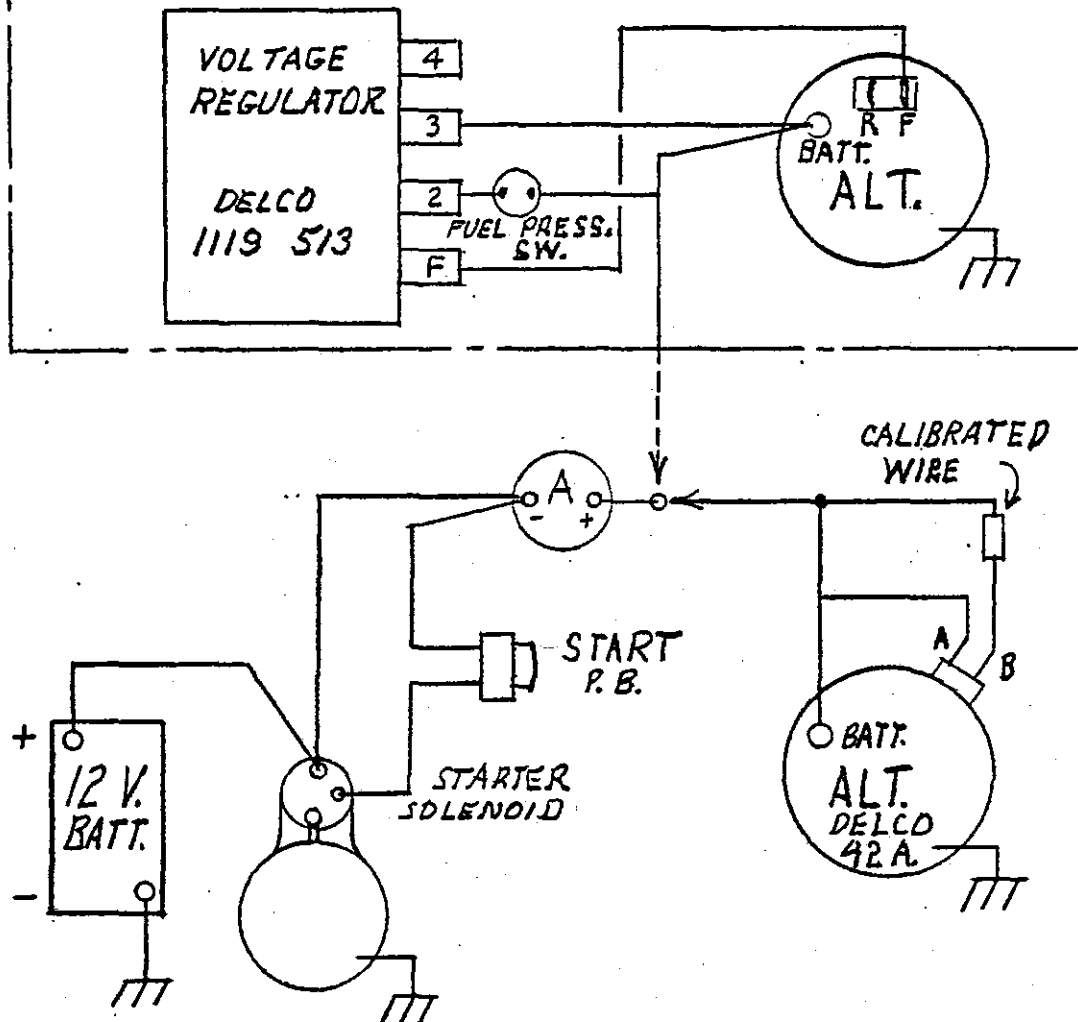 VOLTAGE
REGULATOR
DELCO
1119 513
4
3
2
F
FUEL PRESS.
SW.
R F
BATT.
ALT.
CALIBRATED
WIRE
A
- +
START
P. B.
A
B
BATT.
ALT.
DELCO
42 A.
+
12 V.
BATT.
-
STARTER
SOLENOID